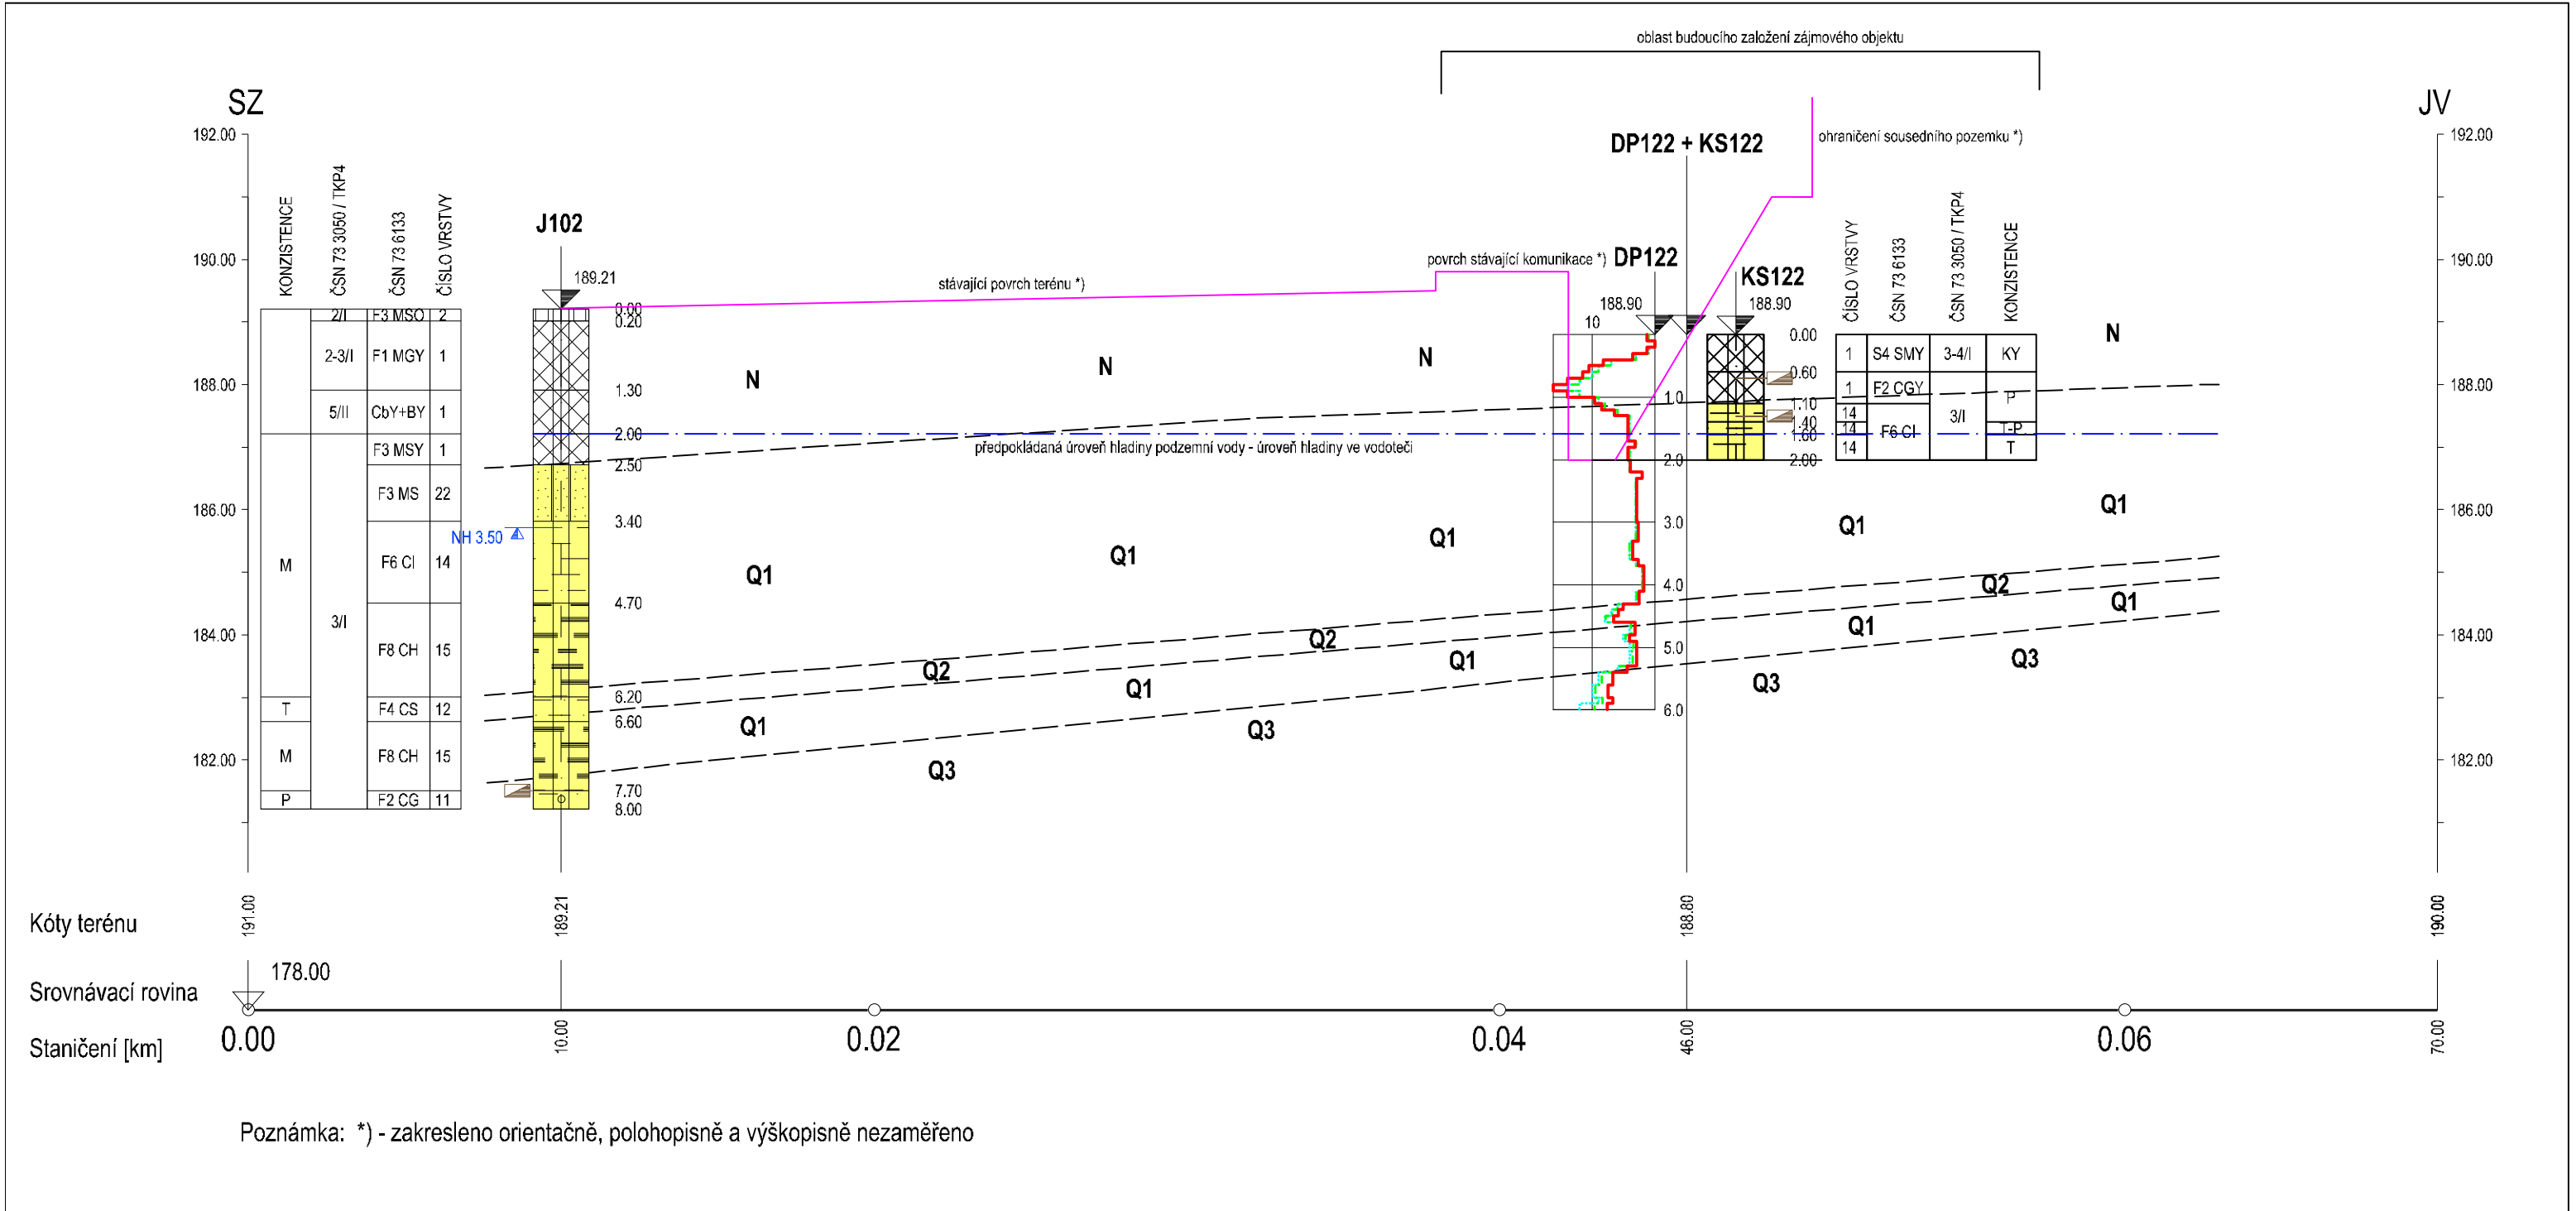 oblast budoucího založení zájmového objektu
SZ
JV
192.00
190.00
188.00
186.00
184.00
182.00
192.00
190.00
188.00
186.00
184.00
182.00
KONZISTENCE
ČSN 73 3050 / TKP4
ČSN 73 6133
ČÍSLO VRSTVY
J102
189.21
2/I F3 MSO 2
2-3/I F1 MGY 1
5/II CbY+BY 1
F3 MSY 1
F3 MS 22
M F6 CI 14
3/I
F8 CH 15
T F4 CS 12
M F8 CH 15
P F2 CG 11
0.00
0.20
1.30
2.00
2.50
3.40
4.70
6.20
6.60
7.70
8.00
NH 3.50
stávající povrch terénu *)
povrch stávající komunikace *)
ohraničení sousedního pozemku *)
předpokládaná úroveň hladiny podzemní vody - úroveň hladiny ve vodoteči
DP122 + KS122
DP122
188.90
10
1.0
2.0
3.0
4.0
5.0
6.0
KS122
188.90
0.00
0.60
1.10
1.40
1.60
2.00
ČÍSLO VRSTVY
ČSN 73 6133
ČSN 73 3050 / TKP4
KONZISTENCE
1 S4 SMY 3-4/I KY
1 F2 CGY P
14 3/I
14 F6 CI T-P
14 T
N N N N
Q1 Q1 Q1 Q1 Q1
Q2 Q2 Q2
Q1 Q1 Q1 Q1 Q1
Q3 Q3 Q3 Q3
Kóty terénu
191.00
189.21
188.80
190.00
Srovnávací rovina
178.00
Staničení [km]
0.00
10.00
0.02
0.04
46.00
0.06
70.00
Poznámka: *) - zakresleno orientačně, polohopisně a výškopisně nezaměřeno